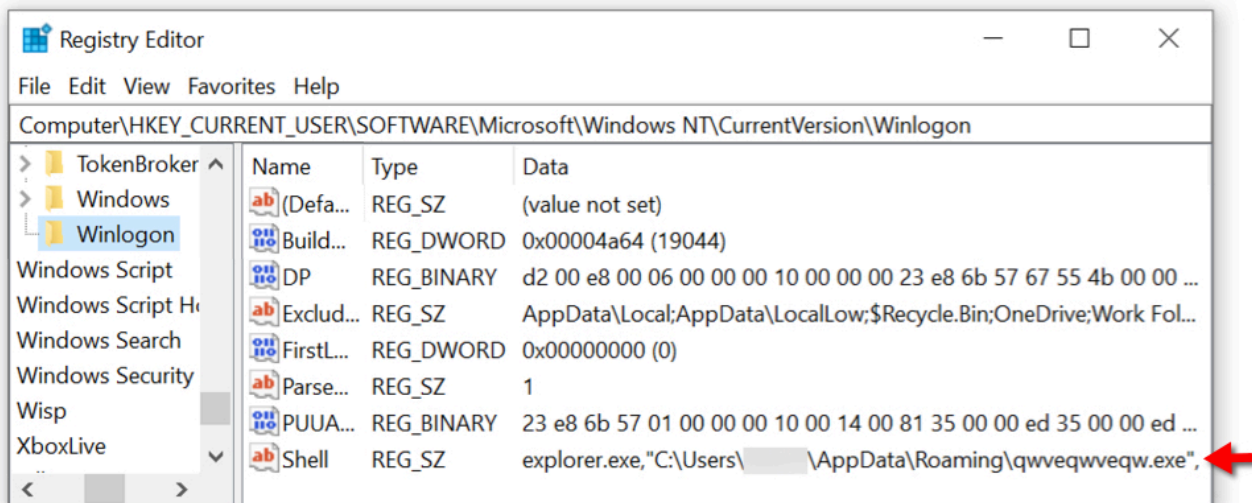 Registry Editor
File Edit View Favorites Help
Computer\HKEY_CURRENT_USER\SOFTWARE\Microsoft\Windows NT\CurrentVersion\Winlogon
TokenBroker
Windows
Winlogon
Windows Script
Windows Script Ho
Windows Search
Windows Security
Wisp
XboxLive
Name Type Data
(Defa... REG_SZ (value not set)
Build... REG_DWORD 0x00004a64 (19044)
DP REG_BINARY d2 00 e8 00 06 00 00 00 10 00 00 00 23 e8 6b 57 67 55 4b 00 00 ...
Exclud... REG_SZ AppData\Local;AppData\LocalLow;$Recycle.Bin;OneDrive;Work Fol...
FirstL... REG_DWORD 0x00000000 (0)
Parse... REG_SZ 1
PUUA... REG_BINARY 23 e8 6b 57 01 00 00 00 10 00 14 00 81 35 00 00 ed 35 00 00 ed ...
Shell REG_SZ explorer.exe,"C:\Users\ \AppData\Roaming\qwveqwveqw.exe",